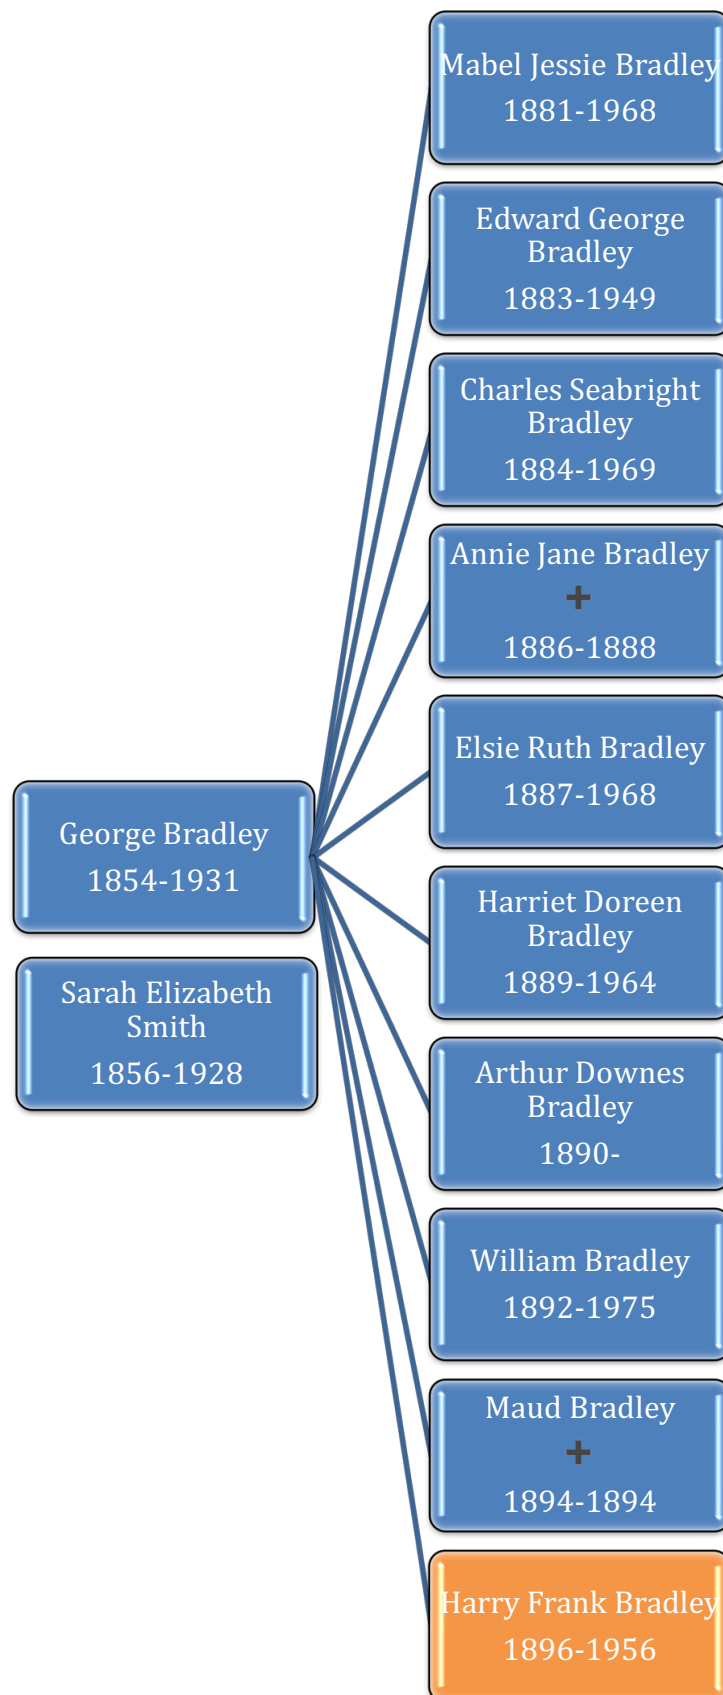 Mabel Jessie Bradley
1881-1968
Edward George
Bradley
1883-1949
Charles Seabright
Bradley
1884-1969
Annie Jane Bradley
✚
1886-1888
Elsie Ruth Bradley
1887-1968
George Bradley
1854-1931
Sarah Elizabeth
Smith
1856-1928
Harriet Doreen
Bradley
1889-1964
Arthur Downes
Bradley
1890-
William Bradley
1892-1975
Maud Bradley
✚
1894-1894
Harry Frank Bradley
1896-1956